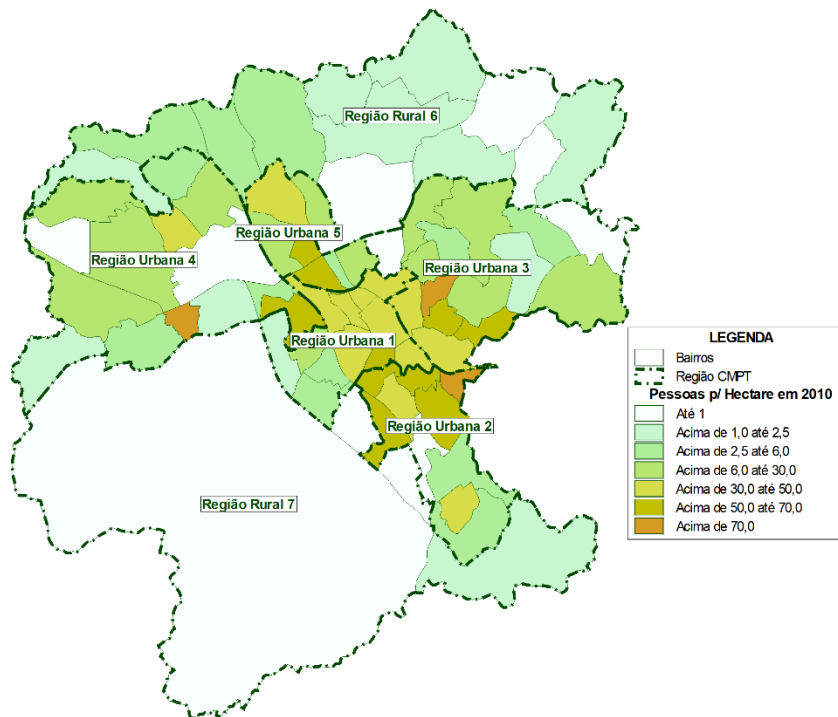 Região Rural 6
Região Urbana 5
Região Urbana 4
Região Urbana 3
Região Urbana 1
Região Urbana 2
Região Rural 7
LEGENDA
Bairros
Região CMPT
Pessoas p/ Hectare em 2010
Até 1
Acima de 1,0 até 2,5
Acima de 2,5 até 6,0
Acima de 6,0 até 30,0
Acima de 30,0 até 50,0
Acima de 50,0 até 70,0
Acima de 70,0